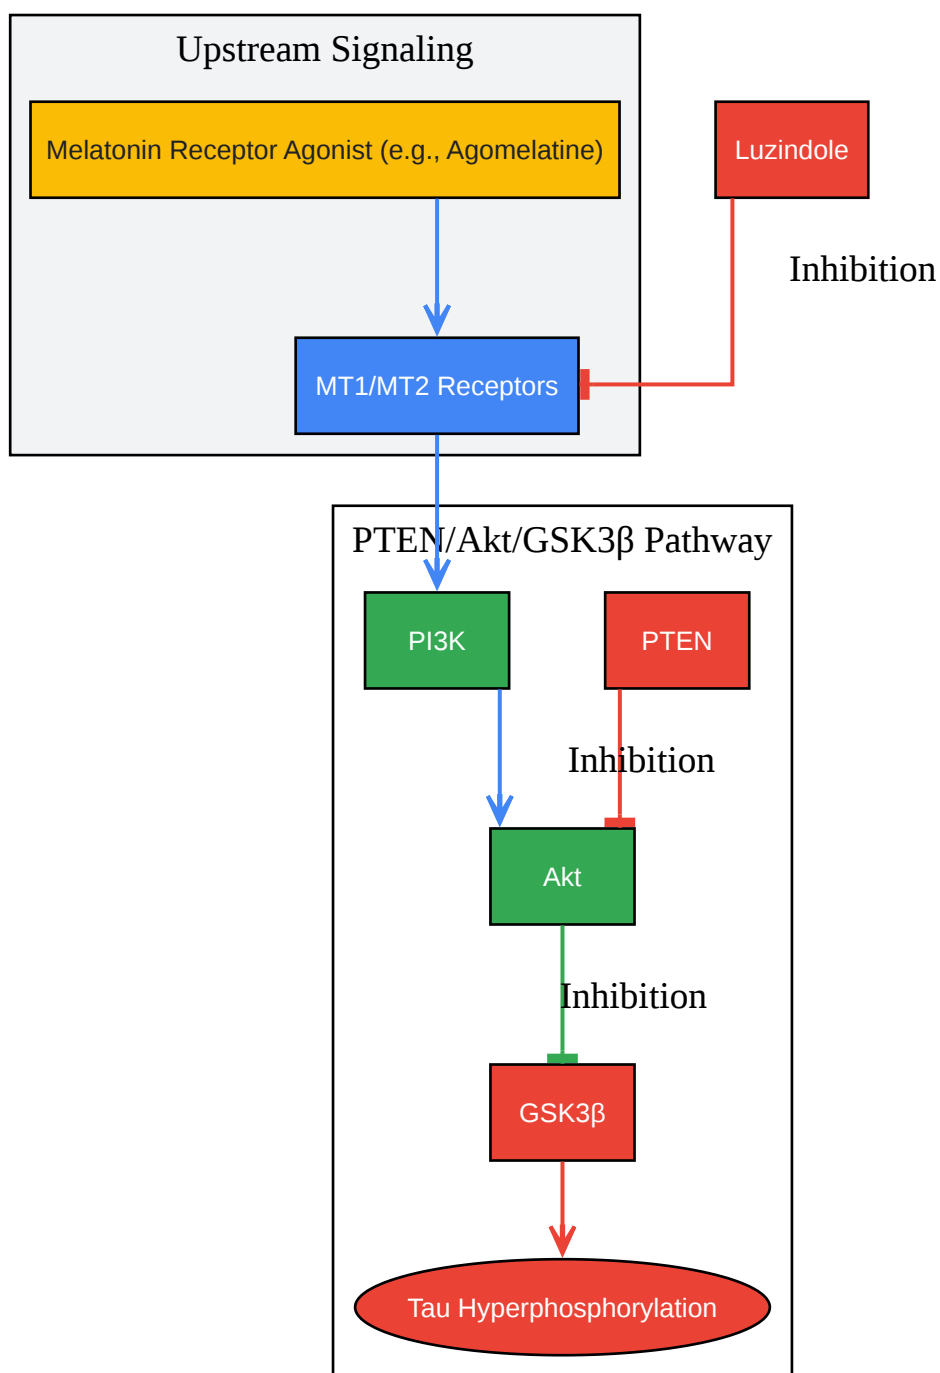 Upstream Signaling
Melatonin Receptor Agonist (e.g., Agomelatine)
Luzindole
Inhibition
MT1/MT2 Receptors
PTEN/Akt/GSK3β Pathway
PI3K
PTEN
Inhibition
Akt
Inhibition
GSK3β
Tau Hyperphosphorylation